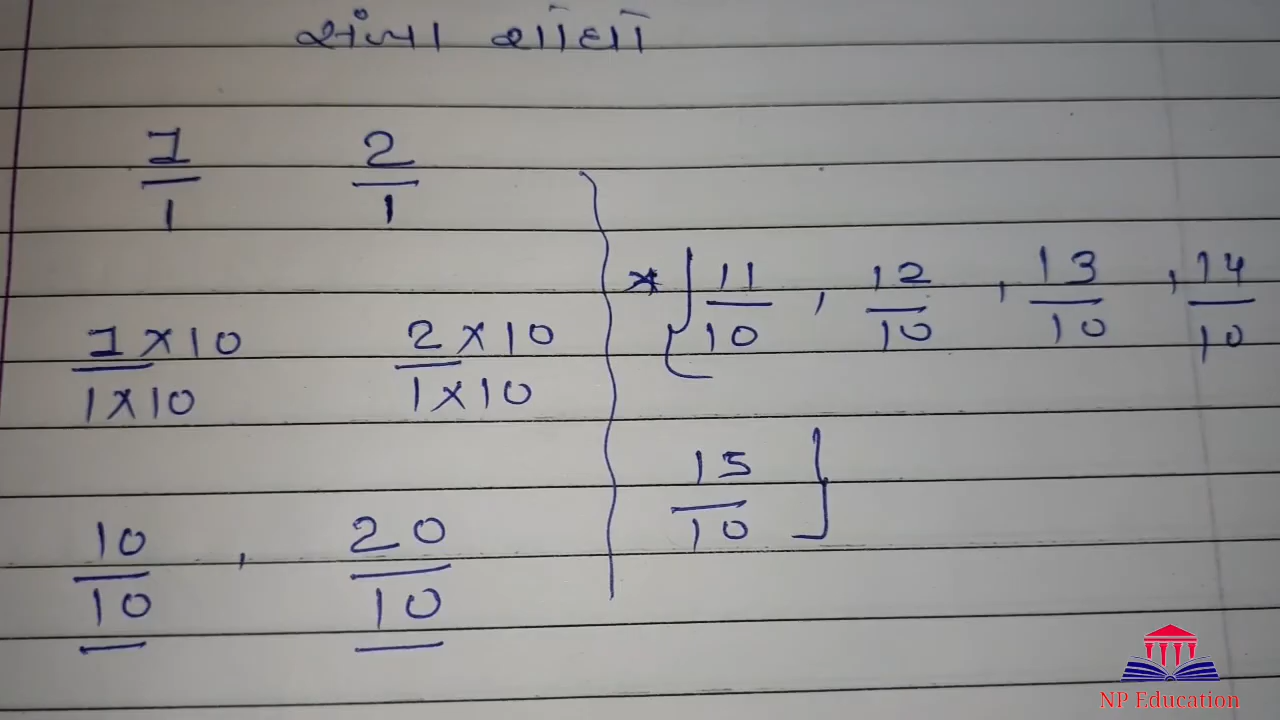 સંખ્યા શોધો
1/1 2/1
1×10/1×10 2×10/1×10
10/10 , 20/10
* [ 11/10 , 12/10 , 13/10 , 14/10
15/10 ]
NP Education